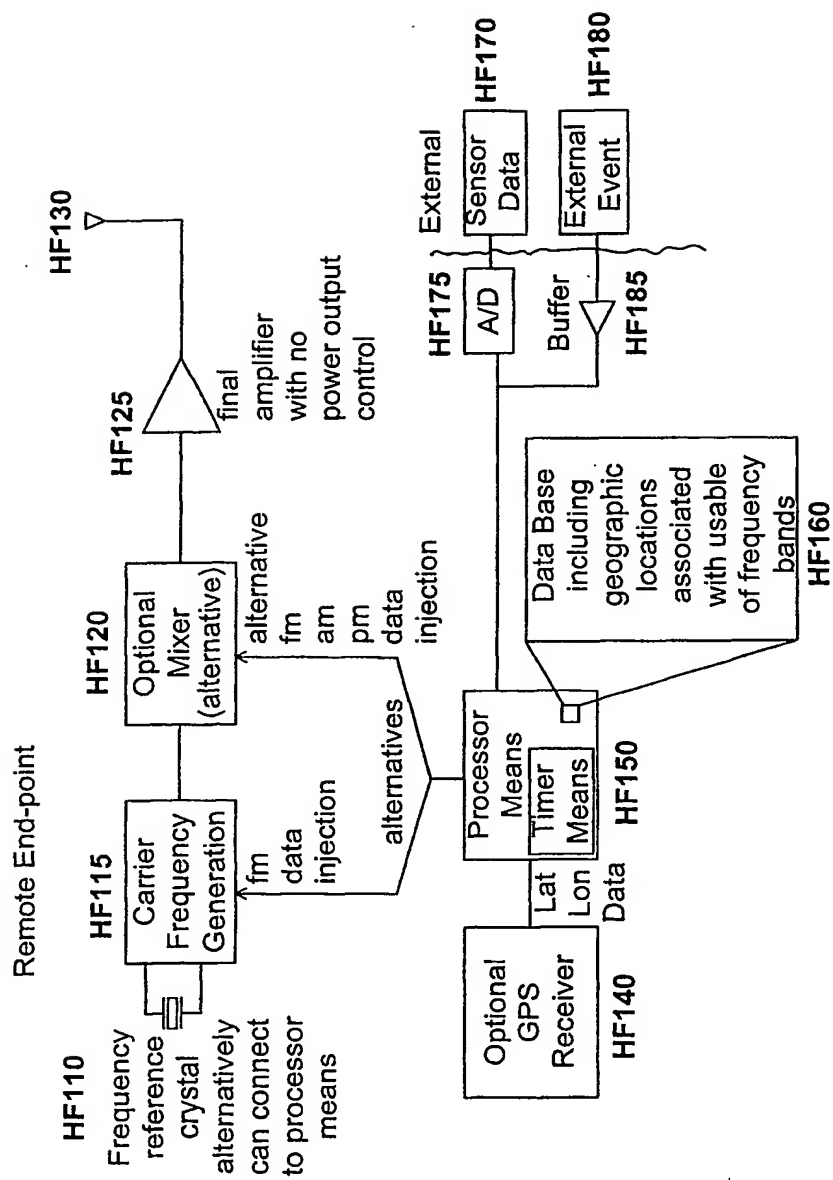 Remote End-point
HF110
Frequency
reference
crystal
alternatively
can connect
to processor
means
HF115
Carrier
Frequency
Generation
fm
data
injection
HF120
Optional
Mixer
(alternative)
alternative
fm
am
pm
data
injection
alternatives
HF125
final
amplifier
with no
power output
control
HF130
Optional
GPS
Receiver
HF140
Lat
Lon
Data
Processor
Means
Timer
Means
HF150
Data Base
including
geographic
locations
associated
with usable
of frequency
bands
HF160
HF175
A/D
Buffer
HF185
External
Sensor
Data
HF170
External
Event
HF180